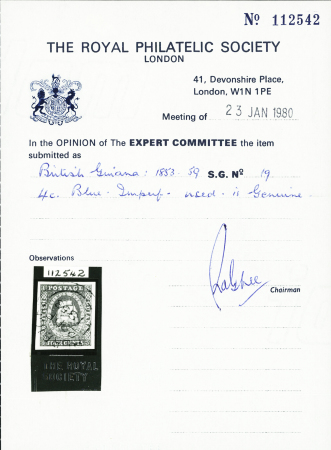 Nº 112542
THE ROYAL PHILATELIC SOCIETY
LONDON
41, Devonshire Place,
London, W1N 1PE
Meeting of 23 JAN 1980
In the OPINION of The EXPERT COMMITTEE the item
submitted as
British Guiana: 1853-59 S.G. Nº 19
4c. Blue - Imperf - used - is Genuine
Observations
Chairman
112542
THE ROYAL
SOCIETY